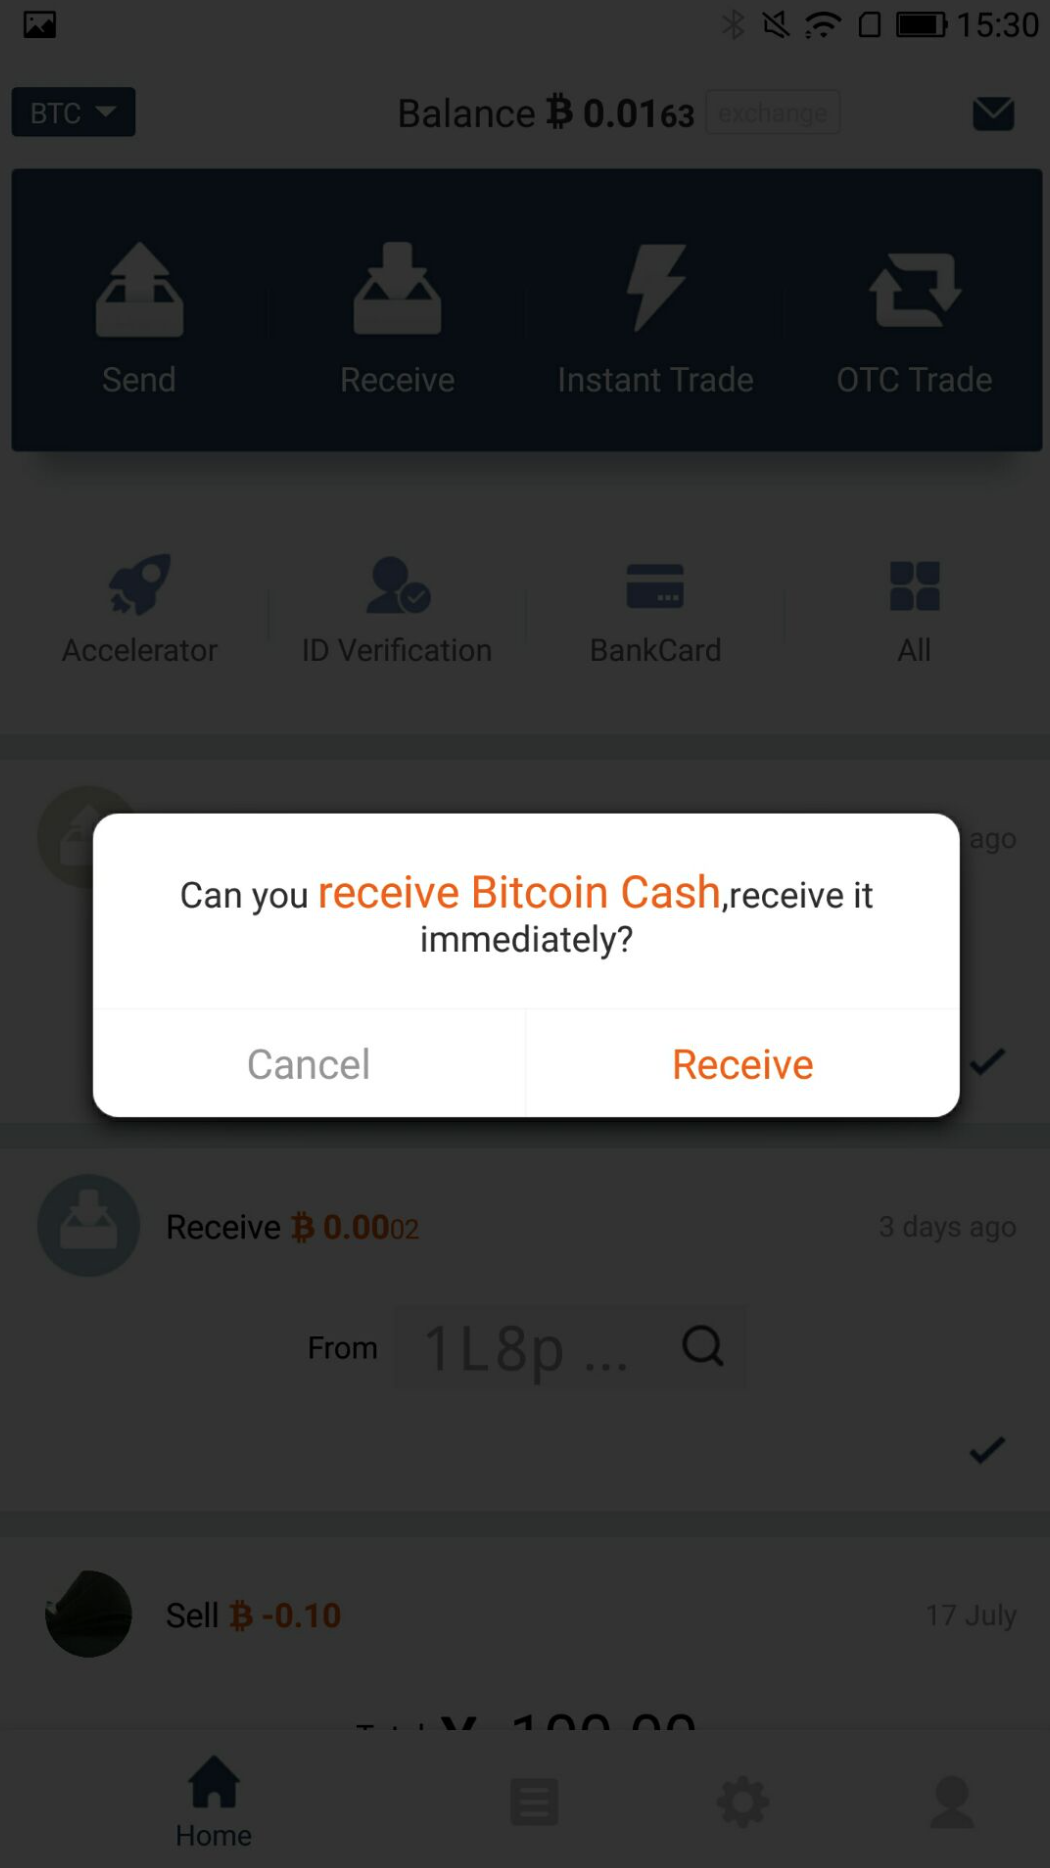 15:30
BTC
Balance ₿ 0.0163 exchange
Send Receive Instant Trade OTC Trade
Accelerator ID Verification BankCard All
ago
Can you receive Bitcoin Cash,receive it
immediately?
Cancel Receive
Receive ₿ 0.0002 3 days ago
From 1L8p ...
Sell ₿ -0.10 17 July
Home